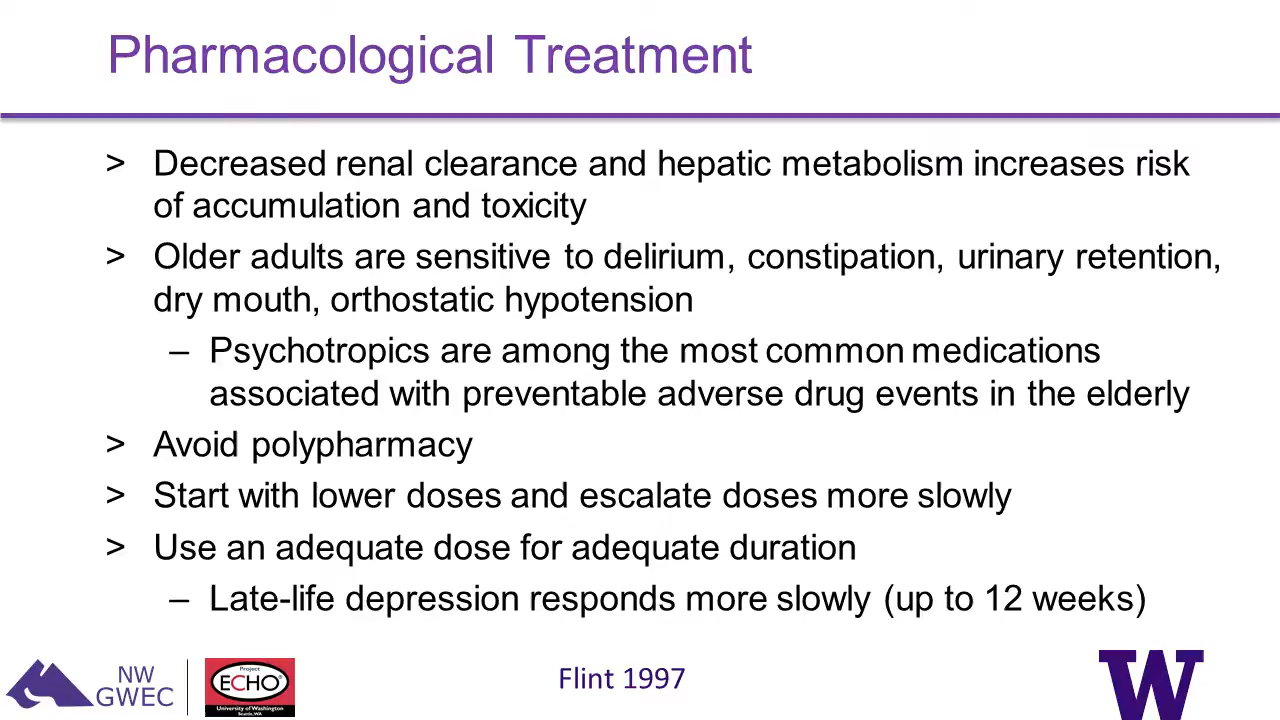 Pharmacological Treatment
> Decreased renal clearance and hepatic metabolism increases risk
of accumulation and toxicity
> Older adults are sensitive to delirium, constipation, urinary retention,
dry mouth, orthostatic hypotension
– Psychotropics are among the most common medications
associated with preventable adverse drug events in the elderly
> Avoid polypharmacy
> Start with lower doses and escalate doses more slowly
> Use an adequate dose for adequate duration
– Late-life depression responds more slowly (up to 12 weeks)
NW
GWEC
Project
ECHO®
University of Washington
Seattle, WA
Flint 1997
W